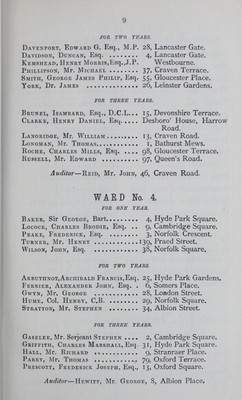 9
FOR TWO YEARS.
DAVENPORT, EDWARD G, Esq., M.P. 28, Lancaster Gate.
DAVIDSON, DUNCAN, Esq. ........ 4, Lancaster Gate.
KEMSHEAD, HENRY MORRIS, Esq., J.P. Westbourne.
PHILLIPSON, MR. MICHAEL ........ 37, Craven Terrace.
SMITH, GEORGE JAMES PHILIP, Esq. 55, Gloucester Place.
YORK, DR. JAMES ............ 26, Leinster Gardens.
FOR THREE YEARS.
BRUNEL, ISAMBARD, Esq., D.C.L... 15, Devonshire Terrace.
CLARKE, HENRY DANIEL, Esq. .... Desboro' House, Harrow
Road.
LANGRIDGE, MR. WILLIAM ........ 13, Craven Road.
LONGMAN, MR. THOMAS............ 1, Bathurst Mews.
ROCHE, CHARLES MILLS, Esq. .... 98, Gloucester Terrace.
RUSSELL, MR. EDWARD ........ 97, Queen's Road.
Auditor—REID, MR. JOHN, 46, Craven Road.
WARD No. 4.
FOR ONE YEAR.
BAKER, SIR GEORGE, Bart......... 4, Hyde Park Square.
LOCOCK, CHARLES BRODIE, Esq. .. 9, Cambridge Square.
PEAKE, FREDERICK, Esq. ........ 3, Norfolk Crescent.
TURNER, MR. HENRY ............139, Praed Street.
WILSON, JOHN, Esq. ............ 38, Norfolk Square,
FOR TWO YEARS
ARBUTHNOT, ARCHIBALD FRANCIS, Esq. 25, Hyde Park Gardens,
FERRIER, ALEXANDER JOHN, Esq. . 6, Somers Place.
GWYN, MR. GEORGE ............ 28, London Street.
HUME, Col. HENRY, C,B. ........ 29, Norfolk Square.
STRATTON, MR. STEPHEN ........ 34, Albion Street.
FOR THREE YEARS.
GASELEE, Mr. Serjeant STEPHEN .... 2, Cambridge Square.
GRIFFITH, CHARLES MARSHALL, Esq. 31, Hyde Park Square.
HALL, MR. RICHARD ............ 9, Stranraer Place.
PARRY, MR. THOMAS ............ 79, Oxford Terrace.
PRESCOTT, FREDERICK JOSEPH, Esq., 13, Oxford Square.
Auditor—HEWITT, MR. GEORGE, 8, Albion Place.